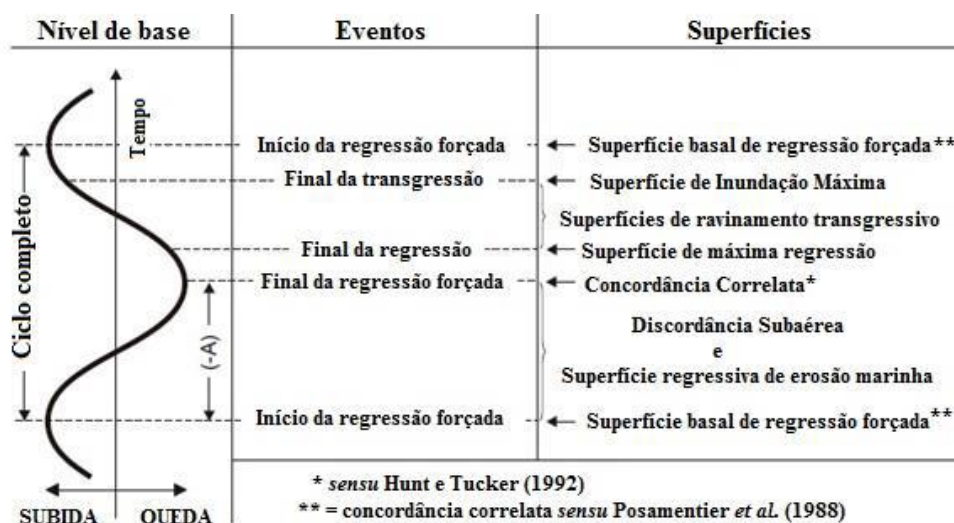 Nível de base
Eventos
Superfícies
Tempo
Ciclo completo
(-A)
SUBIDA
QUEDA
Início da regressão forçada
Superfície basal de regressão forçada**
Final da transgressão
Superfície de Inundação Máxima
Superfícies de ravinamento transgressivo
Final da regressão
Superfície de máxima regressão
Final da regressão forçada
Concordância Correlata*
Discordância Subaérea
e
Superfície regressiva de erosão marinha
Início da regressão forçada
Superfície basal de regressão forçada**
* sensu Hunt e Tucker (1992)
** = concordância correlata sensu Posamentier et al. (1988)